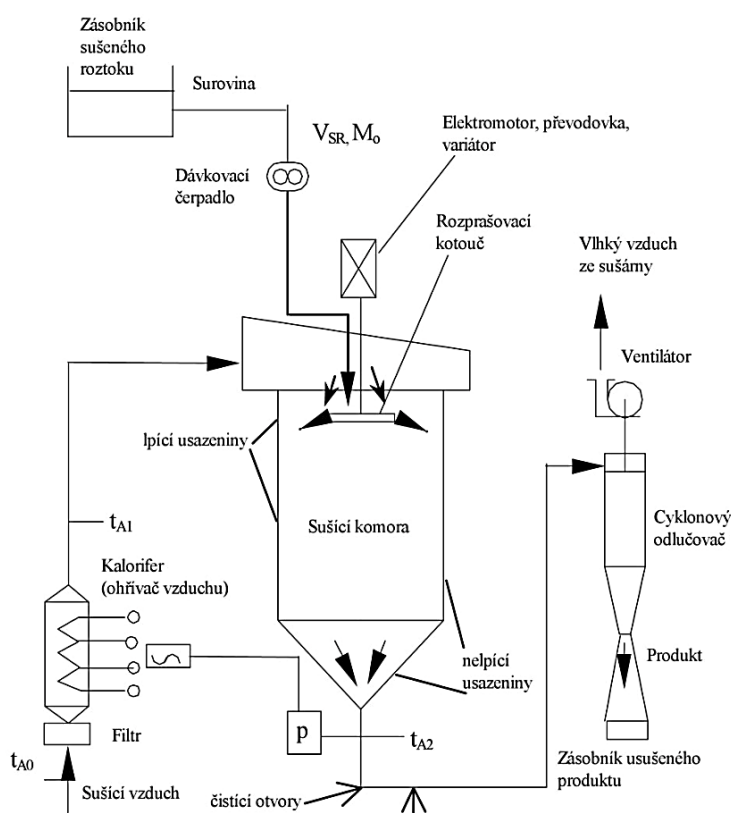 Zásobník
sušeného
roztoku
Surovina
V_SR, M_o
Elektromotor, převodovka,
variátor
Dávkovací
čerpadlo
Rozprašovací
kotouč
Vlhký vzduch
ze sušárny
Ventilátor
lpící usazeniny
Sušící komora
Cyklonový
odlučovač
t_A1
Kalorifer
(ohřívač vzduchu)
nelpící
usazeniny
Produkt
p
Filtr
t_A2
t_A0
Zásobník usušeného
produktu
Sušící vzduch
čistící otvory